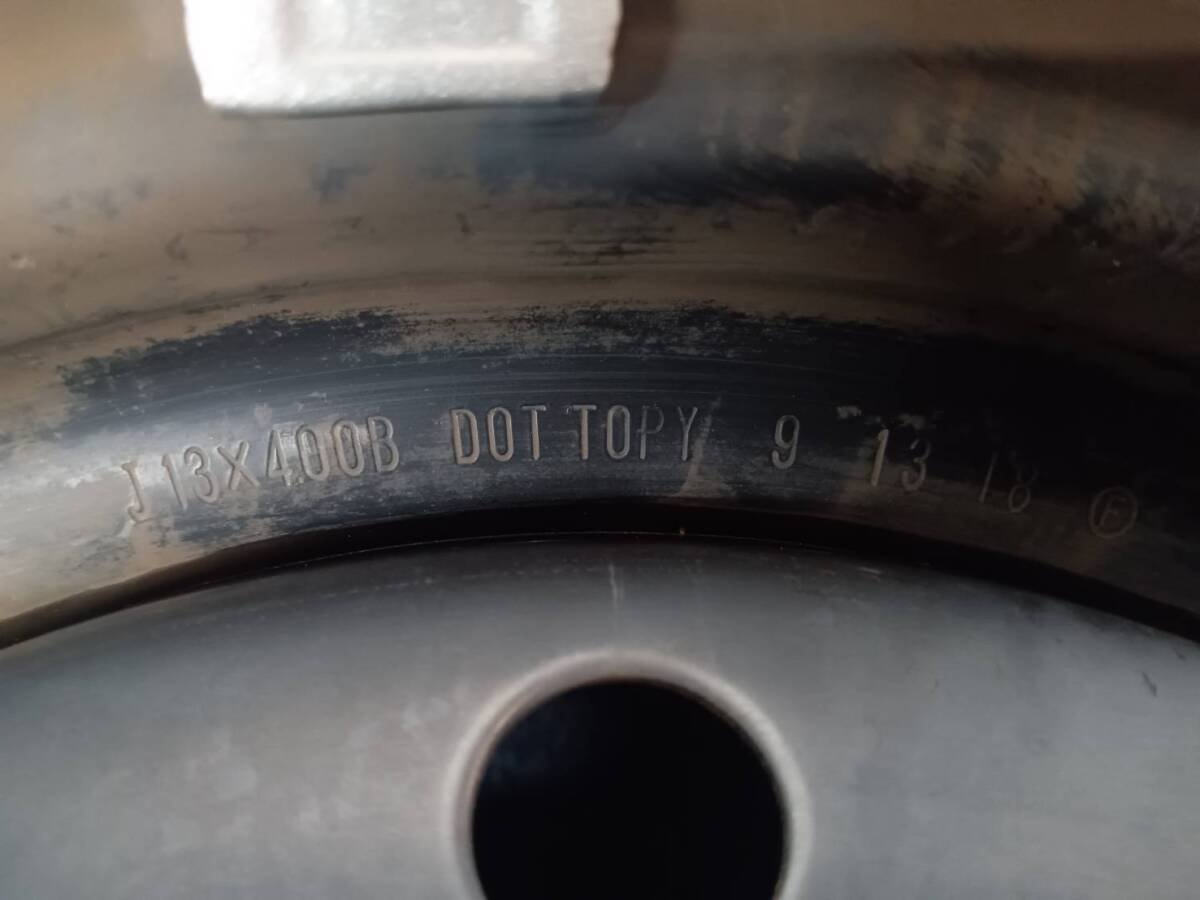 J 13X400B DOT TOPY 9 13 18 Ⓕ